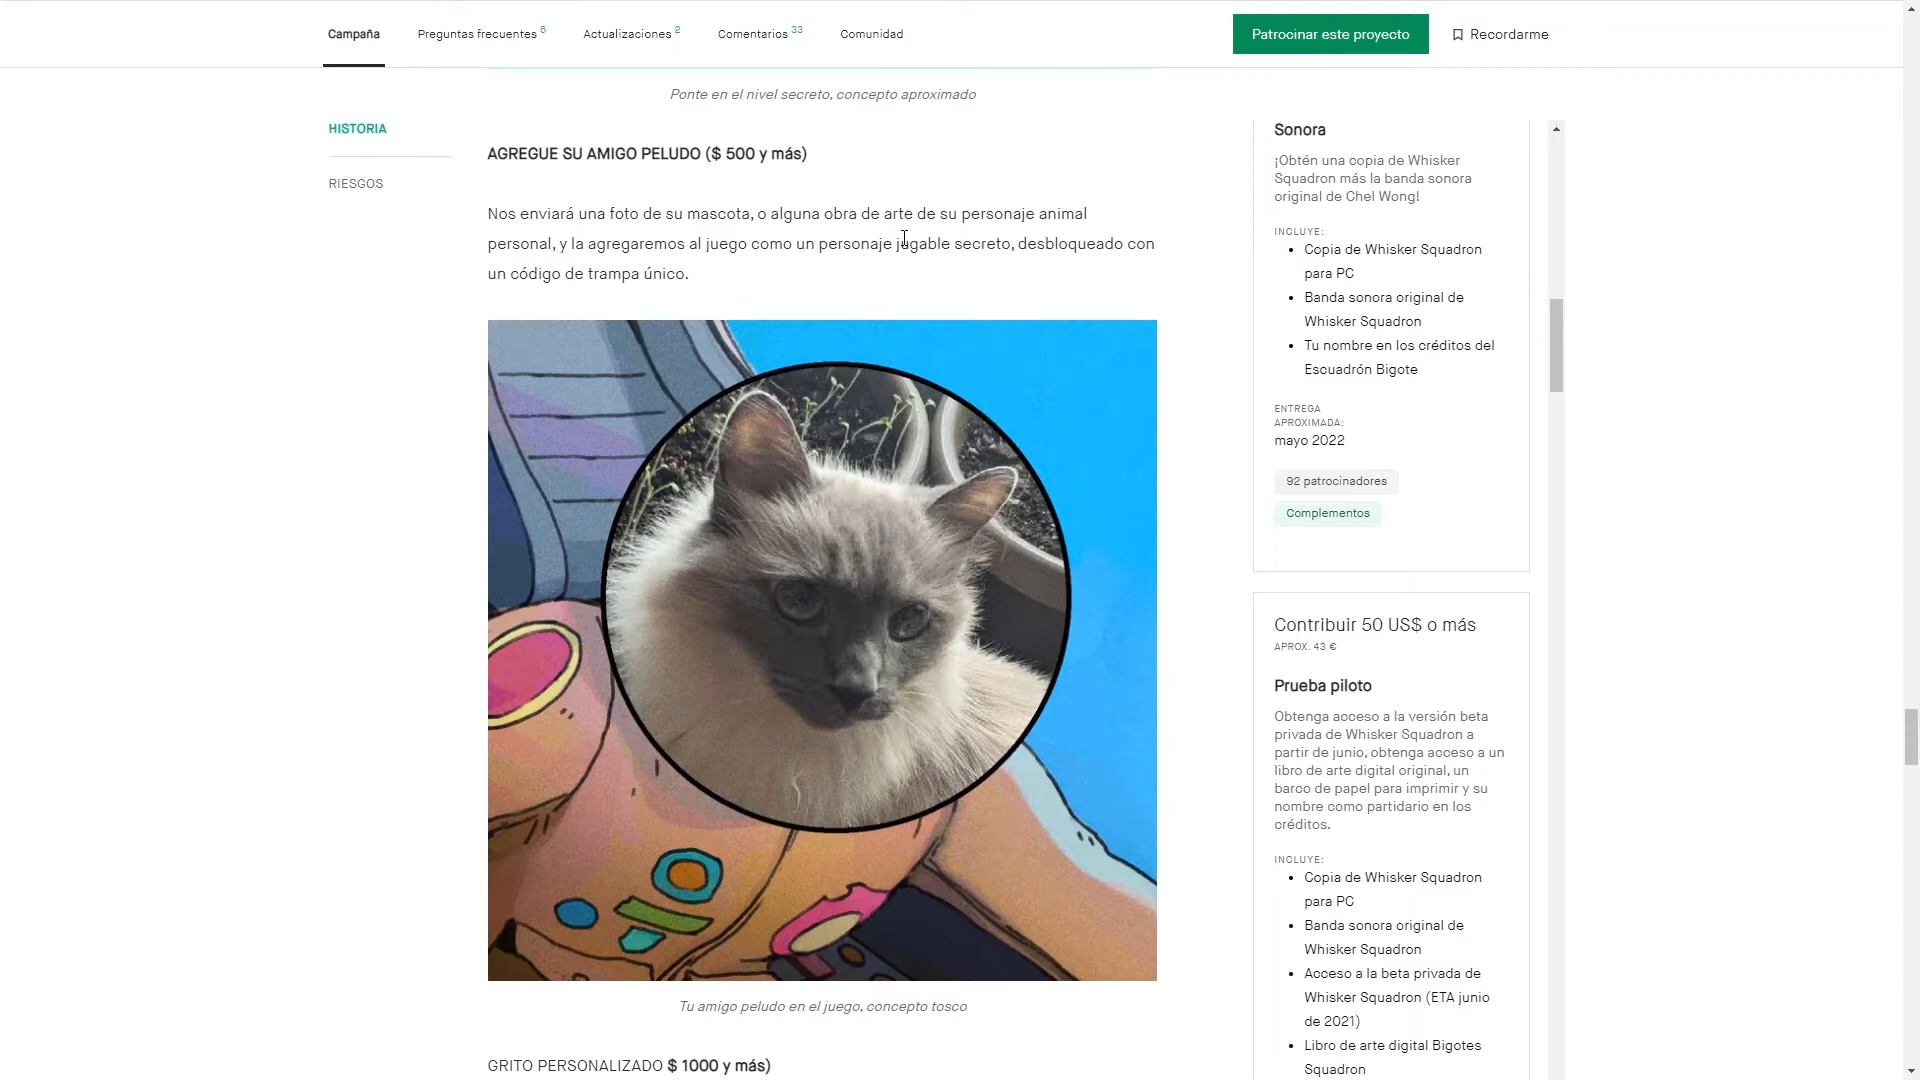 Campaña
Preguntas frecuentes 5
Actualizaciones 2
Comentarios 33
Comunidad
Patrocinar este proyecto
Recordarme
Ponte en el nivel secreto, concepto aproximado
HISTORIA
RIESGOS
AGREGUE SU AMIGO PELUDO ($ 500 y más)
Nos enviará una foto de su mascota, o alguna obra de arte de su personaje animal
personal, y la agregaremos al juego como un personaje jugable secreto, desbloqueado con
un código de trampa único.
Tu amigo peludo en el juego, concepto tosco
GRITO PERSONALIZADO $ 1000 y más)
Sonora
¡Obtén una copia de Whisker
Squadron más la banda sonora
original de Chel Wong!
INCLUYE:
Copia de Whisker Squadron
para PC
Banda sonora original de
Whisker Squadron
Tu nombre en los créditos del
Escuadrón Bigote
ENTREGA
APROXIMADA:
mayo 2022
92 patrocinadores
Complementos
Contribuir 50 US$ o más
APROX. 43 €
Prueba piloto
Obtenga acceso a la versión beta
privada de Whisker Squadron a
partir de junio, obtenga acceso a un
libro de arte digital original, un
barco de papel para imprimir y su
nombre como partidario en los
créditos.
INCLUYE:
Copia de Whisker Squadron
para PC
Banda sonora original de
Whisker Squadron
Acceso a la beta privada de
Whisker Squadron (ETA junio
de 2021)
Libro de arte digital Bigotes
Squadron